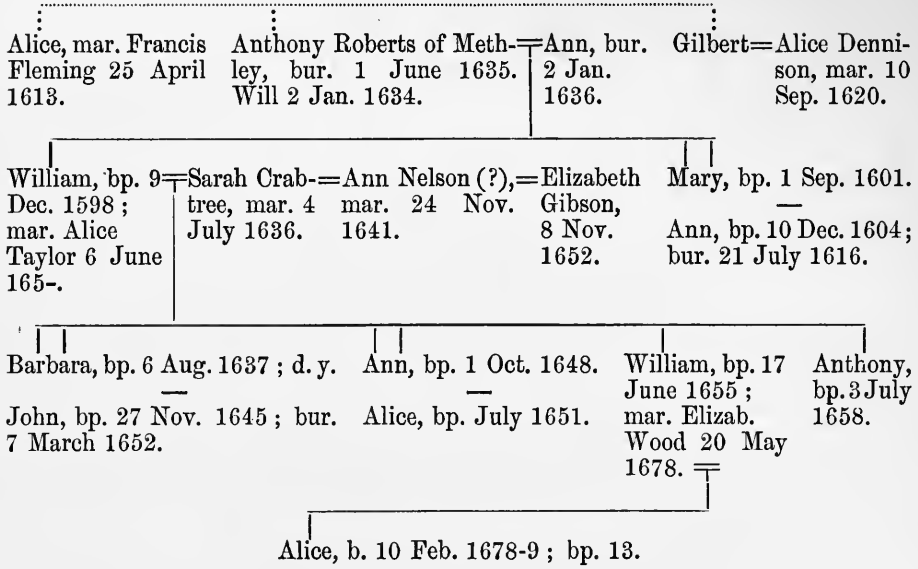 Alice, mar. Francis
Fleming 25 April
1613.
Anthony Roberts of Meth-
ley, bur. 1 June 1635.
Will 2 Jan. 1634.
Ann, bur.
2 Jan.
1636.
Gilbert=Alice Denni-
son, mar. 10
Sep. 1620.
William, bp. 9
Dec. 1598 ;
mar. Alice
Taylor 6 June
165-.
Sarah Crab-
tree, mar. 4
July 1636.
=Ann Nelson (?),
mar. 24 Nov.
1641.
=Elizabeth
Gibson,
8 Nov.
1652.
Mary, bp. 1 Sep. 1601.
—
Ann, bp. 10 Dec. 1604 ;
bur. 21 July 1616.
Barbara, bp. 6 Aug. 1637 ; d. y.
—
John, bp. 27 Nov. 1645 ; bur.
7 March 1652.
Ann, bp. 1 Oct. 1648.
—
Alice, bp. July 1651.
William, bp. 17
June 1655 ;
mar. Elizab.
Wood 20 May
1678.
Anthony,
bp. 3 July
1658.
Alice, b. 10 Feb. 1678-9 ; bp. 13.